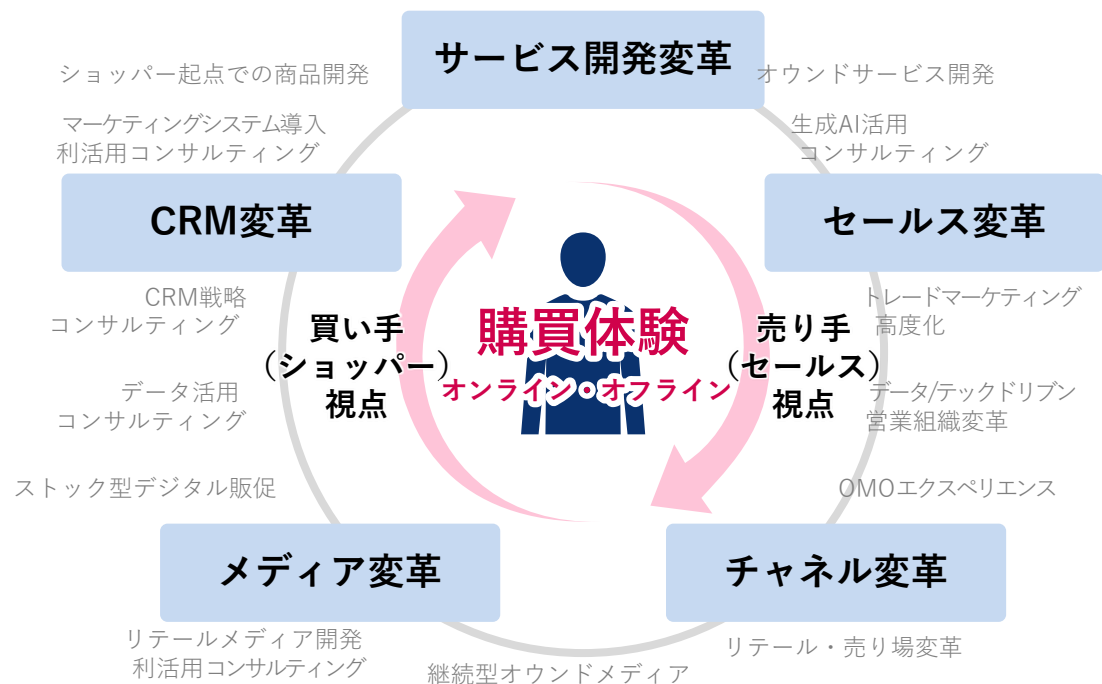 サービス開発変革
ショッパー起点での商品開発
オウンドサービス開発
マーケティングシステム導入
利活用コンサルティング
生成AI活用
コンサルティング
CRM変革
セールス変革
CRM戦略
コンサルティング
トレードマーケティング
高度化
買い手
(ショッパー)
視点
購買体験
オンライン・オフライン
売り手
(セールス)
視点
データ活用
コンサルティング
データ/テックドリブン
営業組織変革
ストック型デジタル販促
OMOエクスペリエンス
メディア変革
チャネル変革
リテールメディア開発
利活用コンサルティング
継続型オウンドメディア
リテール・売り場変革